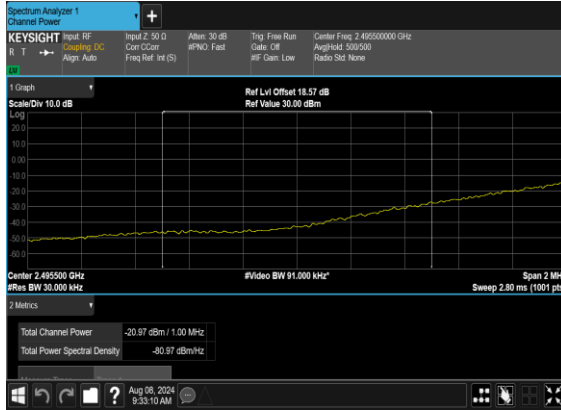 Spectrum Analyzer 1
Channel Power
+
KEYSIGHT Input: RF Input Z: 50 Ω Atten: 30 dB Trig: Free Run Center Freq: 2.495500000 GHz
R T Coupling: DC Corr CCorr #PNO: Fast Gate: Off Avg|Hold: 500/500
Align: Auto Freq Ref: Int (S) #IF Gain: Low Radio Std: None
1 Graph
Ref Lvl Offset 18.57 dB
Scale/Div 10.0 dB Ref Value 30.00 dBm
Log
20.0
10.0
0.00
-10.0
-20.0
-30.0
-40.0
-50.0
-60.0
Center 2.495500 GHz #Video BW 91.000 kHz* Span 2 MH
#Res BW 30.000 kHz Sweep 2.80 ms (1001 pts
2 Metrics
Total Channel Power -20.97 dBm / 1.00 MHz
Total Power Spectral Density -80.97 dBm/Hz
? Aug 08, 2024
9:33:10 AM